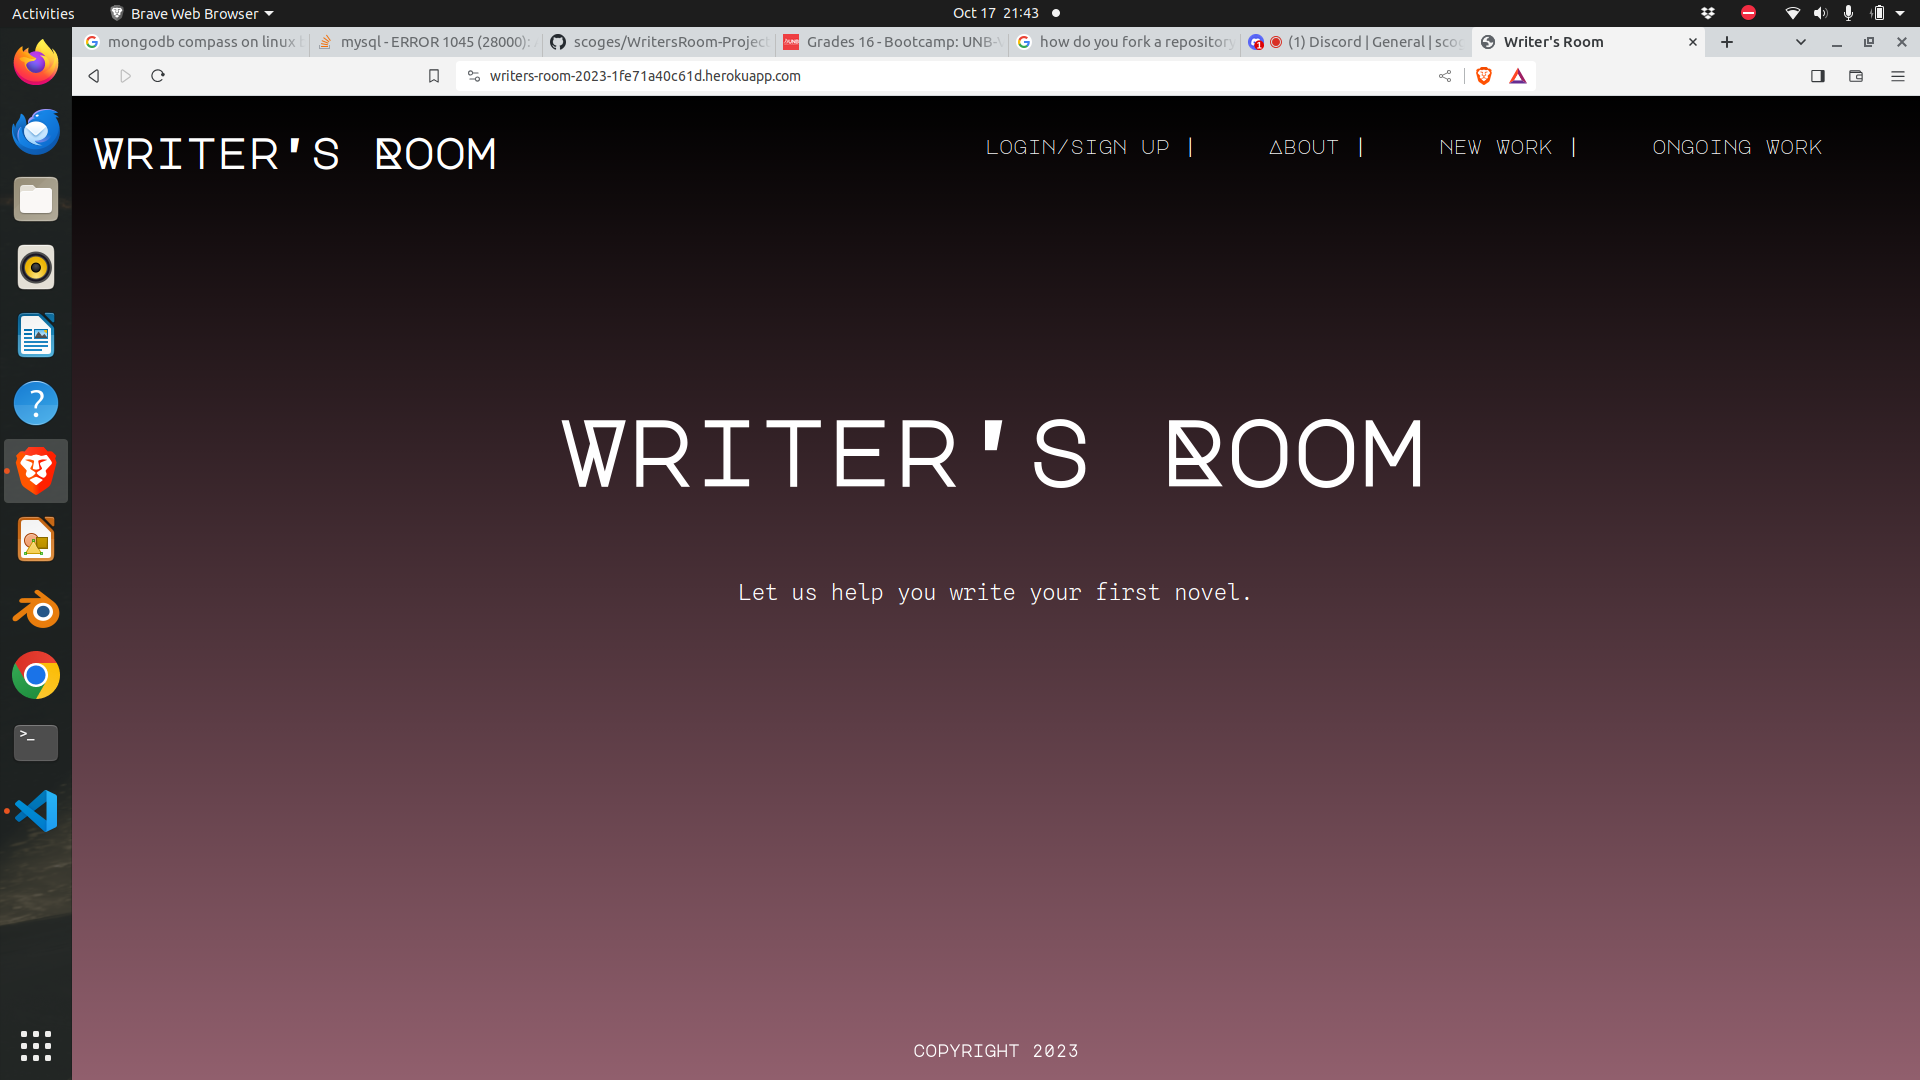 Activities
Brave Web Browser
Oct 17 21:43
mongodb compass on linux
mysql - ERROR 1045 (28000):
scoges/WritersRoom-Project
Grades 16 - Bootcamp: UNB-
how do you fork a repository
(1) Discord | General | scog
Writer's Room
writers-room-2023-1fe71a40c61d.herokuapp.com
WRITER'S ROOM
LOGIN/SIGN UP |
ABOUT |
NEW WORK |
ONGOING WORK
WRITER'S ROOM
Let us help you write your first novel.
COPYRIGHT 2023